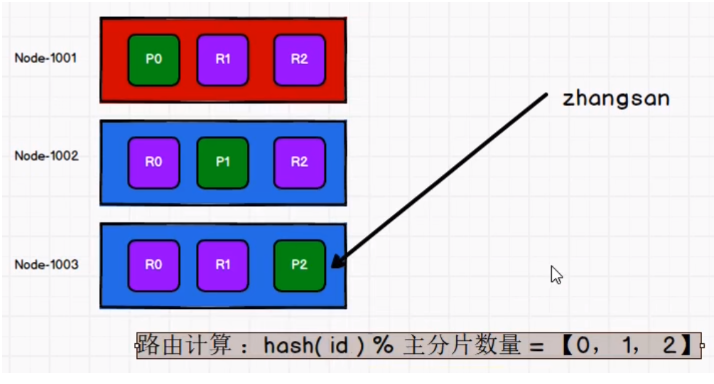 Node-1001 P0 R1 R2
zhangsan
Node-1002 R0 P1 R2
Node-1003 R0 R1 P2
路由计算：hash( id ) % 主分片数量 = 【0, 1, 2】